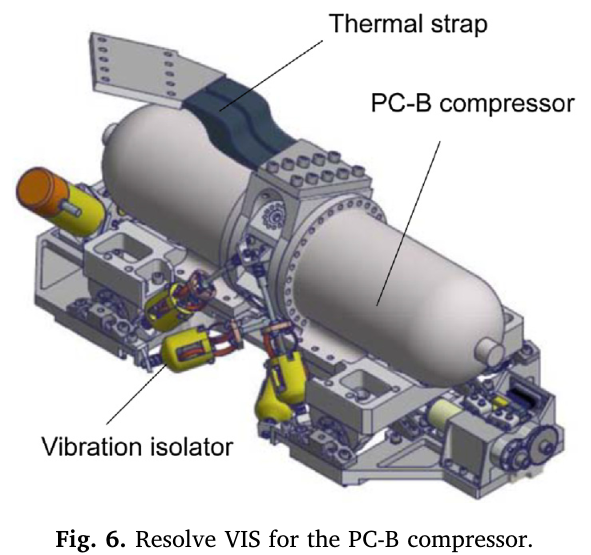 Thermal strap
PC-B compressor
Vibration isolator
Fig. 6. Resolve VIS for the PC-B compressor.